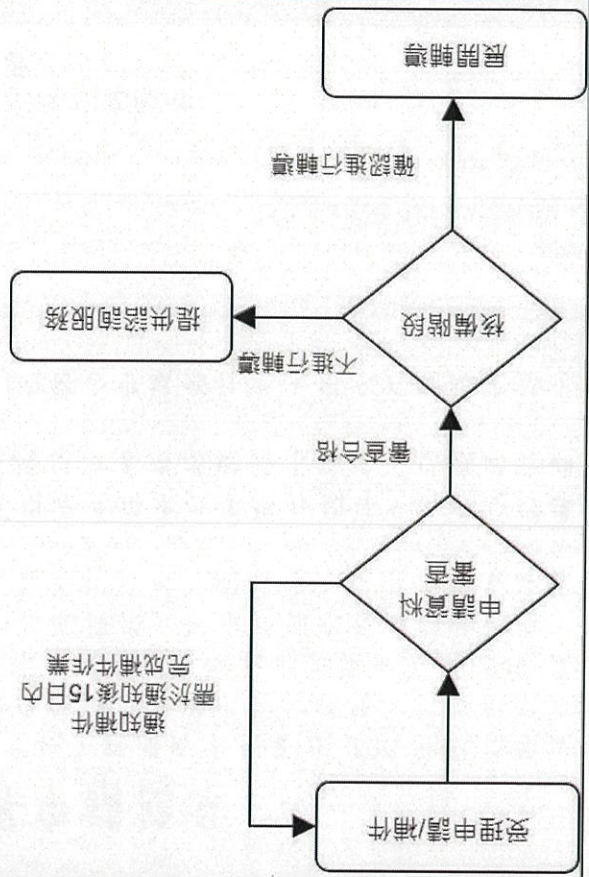 受理申請/補件
通知補件
需於通知後15日內
完成補件作業
申請資料
審查
審查合格
核備階段
不進行輔導
提供諮詢服務
確認進行輔導
展開輔導